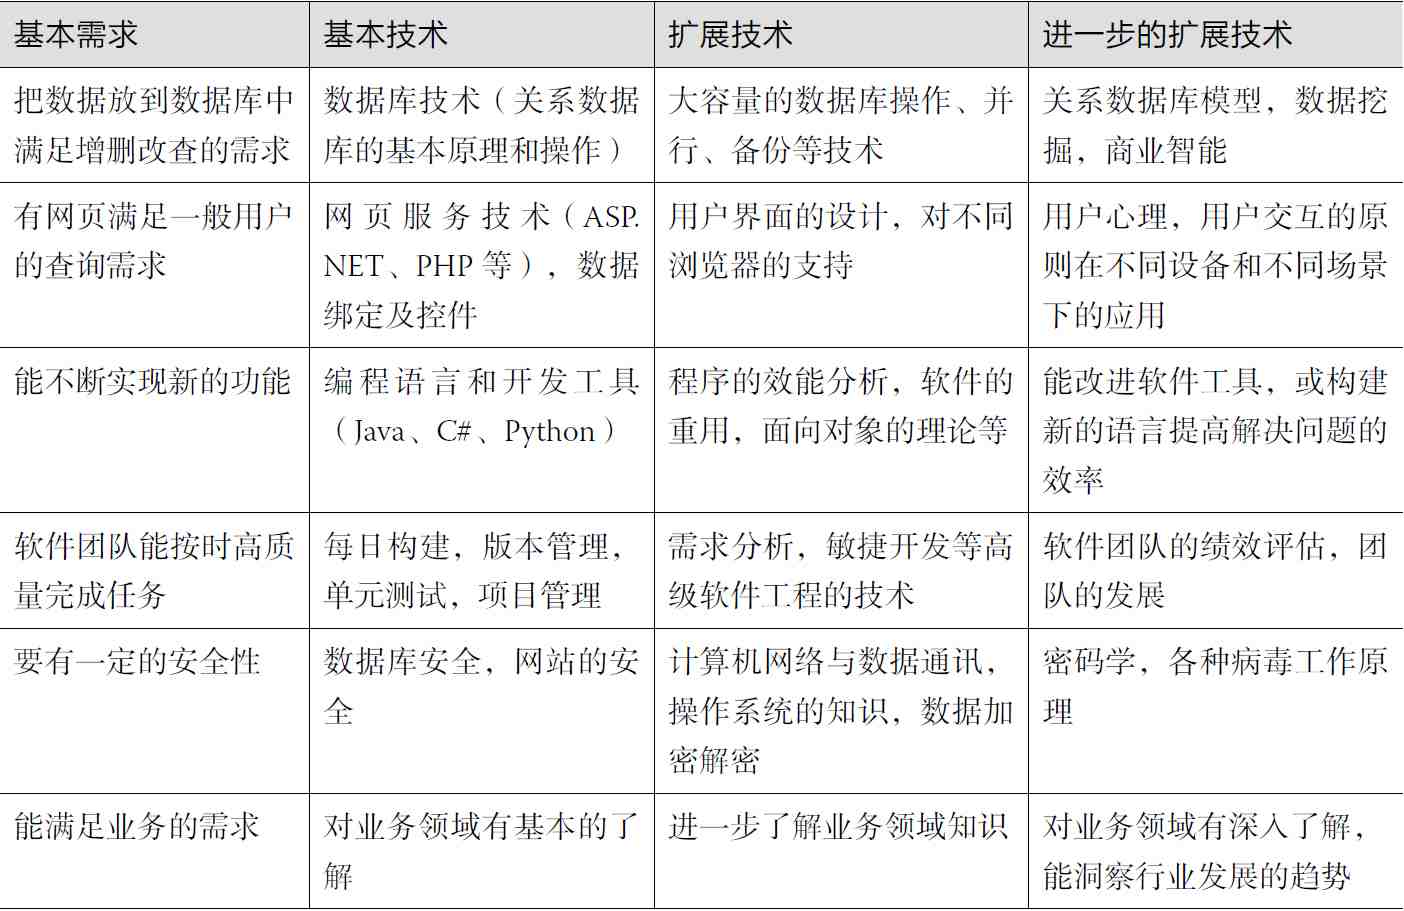 基本需求
基本技术
扩展技术
进一步的扩展技术
把数据放到数据库中
满足增删改查的需求
数据库技术（关系数据
库的基本原理和操作）
大容量的数据库操作、并
行、备份等技术
关系数据库模型，数据挖
掘，商业智能
有网页满足一般用户
的查询需求
网页服务技术（ASP.
NET、PHP 等），数据
绑定及控件
用户界面的设计，对不同
浏览器的支持
用户心理，用户交互的原
则在不同设备和不同场景
下的应用
能不断实现新的功能
编程语言和开发工具
（Java、C#、Python）
程序的效能分析，软件的
重用，面向对象的理论等
能改进软件工具，或构建
新的语言提高解决问题的
效率
软件团队能按时高质
量完成任务
每日构建，版本管理，
单元测试，项目管理
需求分析，敏捷开发等高
级软件工程的技术
软件团队的绩效评估，团
队的发展
要有一定的安全性
数据库安全，网站的安
全
计算机网络与数据通讯，
操作系统的知识，数据加
密解密
密码学，各种病毒工作原
理
能满足业务的需求
对业务领域有基本的了
解
进一步了解业务领域知识
对业务领域有深入了解，
能洞察行业发展的趋势